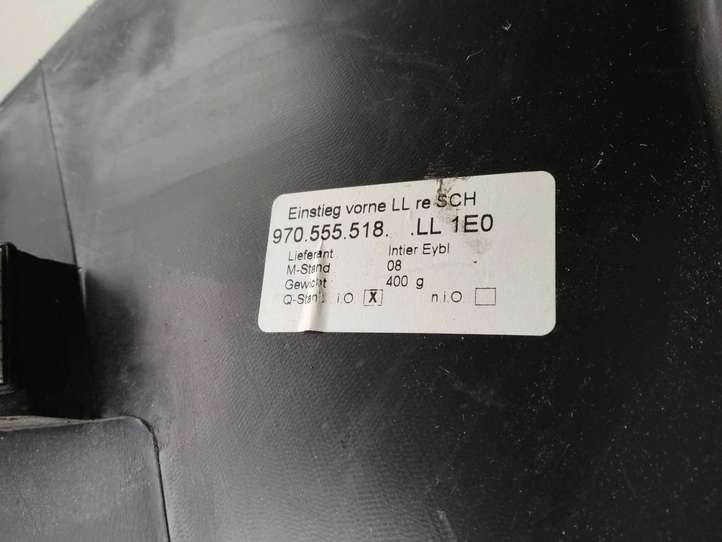 Einstieg vorne LL re SCH
970.555.518. .LL 1E0
Lieferant Intier Eybl
M-Stand 08
Gewicht : 400 g
Q-Stand: i.O X n i.O